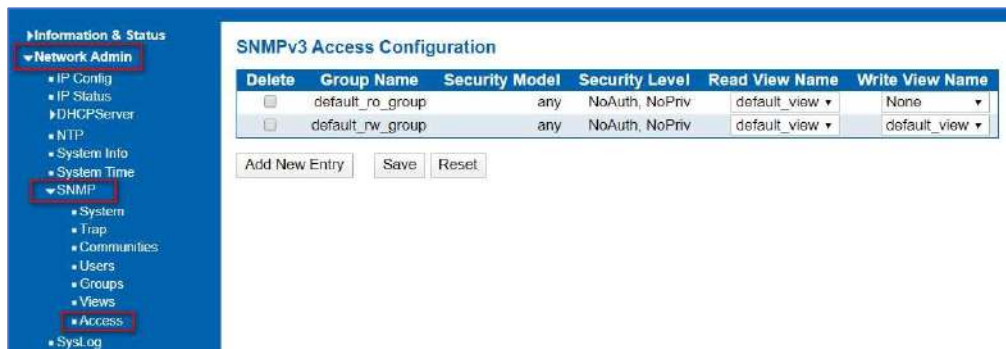 Information & Status
Network Admin
IP Config
IP Status
DHCPServer
NTP
System Info
System Time
SNMP
System
Trap
Communities
Users
Groups
Views
Access
SysLog
SNMPv3 Access Configuration
Delete Group Name Security Model Security Level Read View Name Write View Name
default_ro_group any NoAuth, NoPriv default_view None
default_rw_group any NoAuth, NoPriv default_view default_view
Add New Entry Save Reset